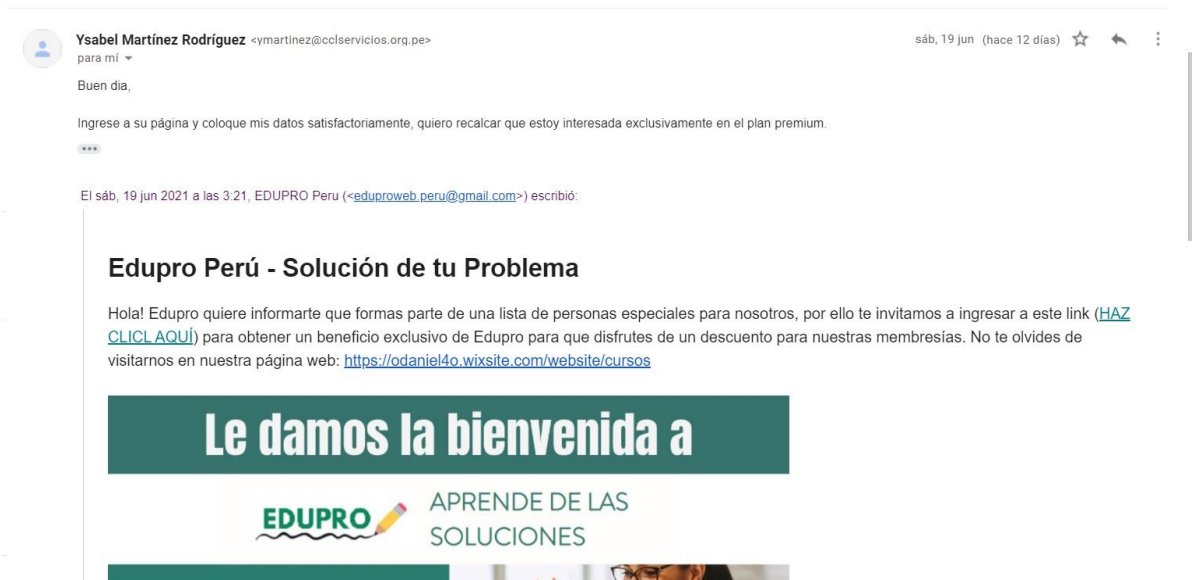 Ysabel Martínez Rodríguez <ymartinez@cclservicios.org.pe>
sáb, 19 jun (hace 12 días)
para mí
Buen dia,
Ingrese a su página y coloque mis datos satisfactoriamente, quiero recalcar que estoy interesada exclusivamente en el plan premium.
El sáb, 19 jun 2021 a las 3:21, EDUPRO Peru (<eduproweb.peru@gmail.com>) escribió:
Edupro Perú - Solución de tu Problema
Hola! Edupro quiere informarte que formas parte de una lista de personas especiales para nosotros, por ello te invitamos a ingresar a este link (HAZ
CLICL AQUÍ) para obtener un beneficio exclusivo de Edupro para que disfrutes de un descuento para nuestras membresías. No te olvides de
visitarnos en nuestra página web: https://odaniel4o.wixsite.com/website/cursos
Le damos la bienvenida a
EDUPRO
APRENDE DE LAS
SOLUCIONES